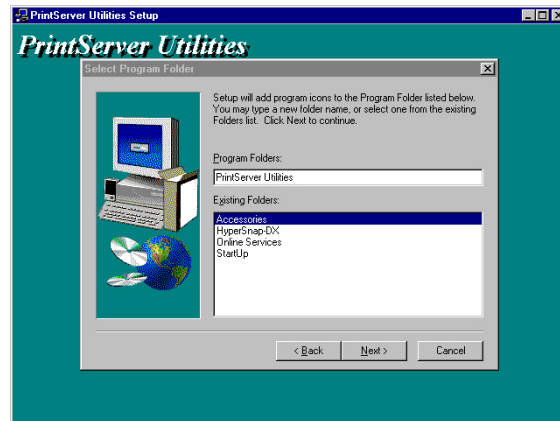 PrintServer Utilities Setup
PrintServer Utilities
Select Program Folder
Setup will add program icons to the Program Folder listed below.
You may type a new folder name, or select one from the existing
Folders list. Click Next to continue.
Program Folders:
PrintServer Utilities
Existing Folders:
Accessories
HyperSnap-DX
Online Services
StartUp
< Back Next > Cancel